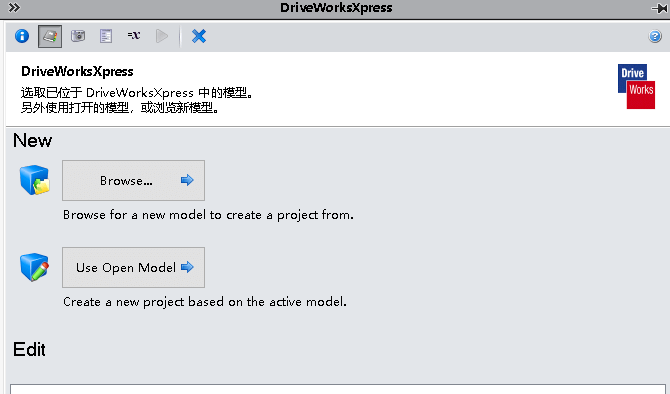 DriveWorksXpress
=x
DriveWorksXpress
选取已位于 DriveWorksXpress 中的模型。
另外使用打开的模型，或浏览新模型。
Drive
Works
New
Browse...
Browse for a new model to create a project from.
Use Open Model
Create a new project based on the active model.
Edit